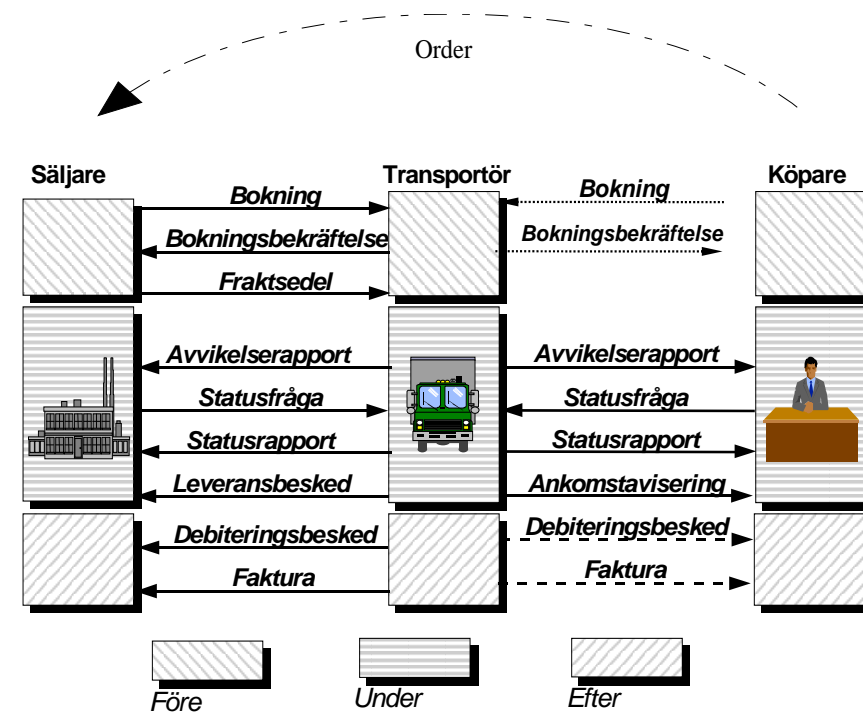 Order
Säljare Transportör Köpare
Bokning Bokning
Bokningsbekräftelse Bokningsbekräftelse
Fraktsedel
Avvikelserapport Avvikelserapport
Statusfråga Statusfråga
Statusrapport Statusrapport
Leveransbesked Ankomstavisering
Debiteringsbesked Debiteringsbesked
Faktura Faktura
Före Under Efter